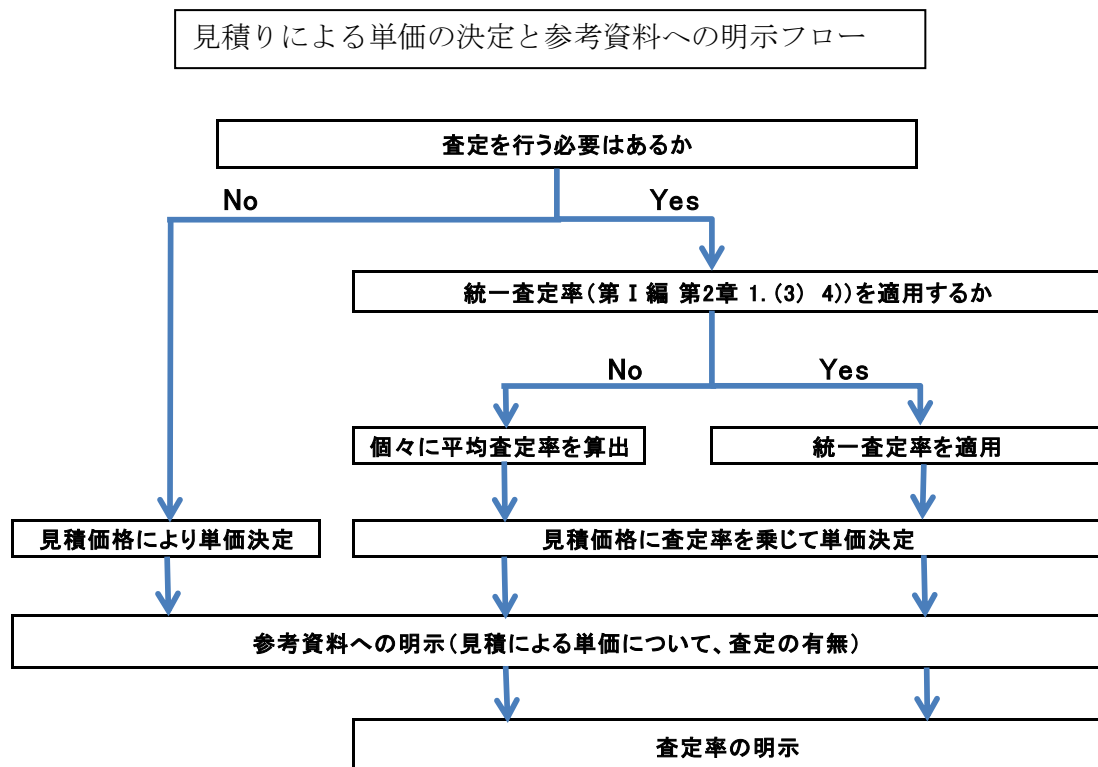 見積りによる単価の決定と参考資料への明示フロー
査定を行う必要はあるか
No
Yes
統一査定率(第Ⅰ編 第2章 1.(3) 4))を適用するか
No
Yes
個々に平均査定率を算出
統一査定率を適用
見積価格により単価決定
見積価格に査定率を乗じて単価決定
参考資料への明示(見積による単価について、査定の有無)
査定率の明示